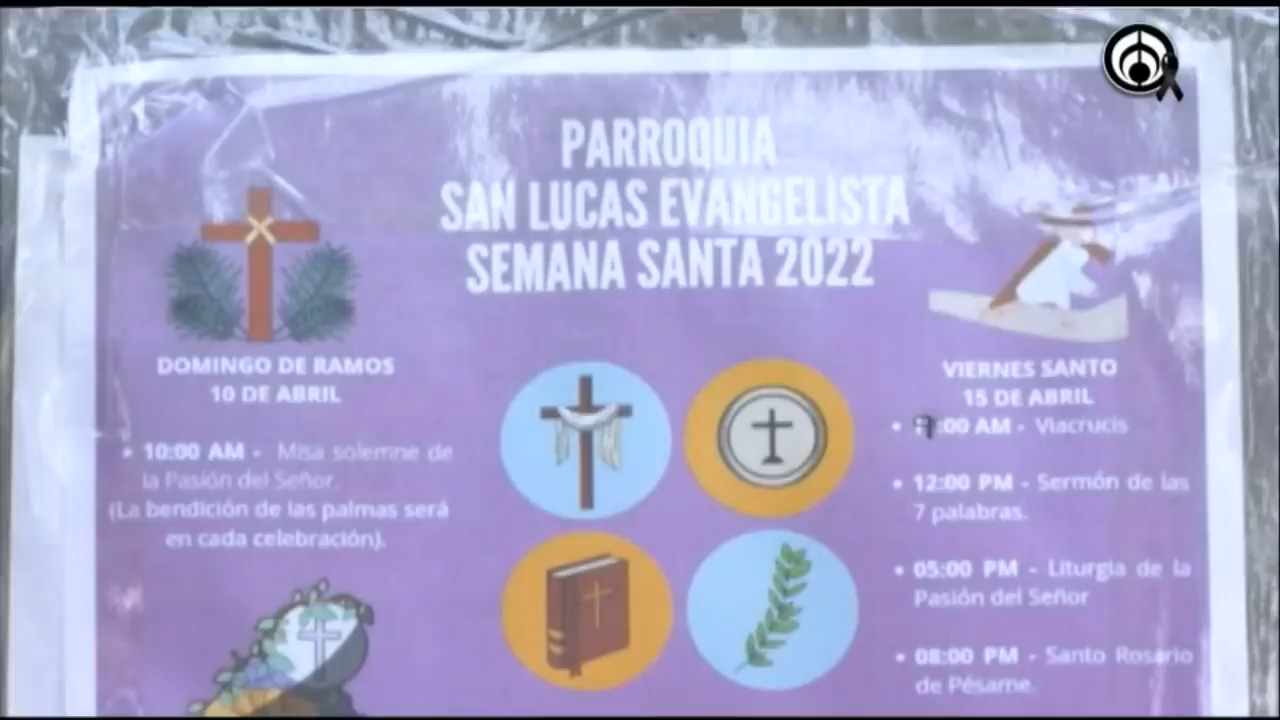 PARROQUIA
SAN LUCAS EVANGELISTA
SEMANA SANTA 2022
DOMINGO DE RAMOS
10 DE ABRIL
• 10:00 AM - Misa solemne de
la Pasión del Señor.
(La bendición de las palmas será
en cada celebración).
VIERNES SANTO
15 DE ABRIL
• :00 AM - Viacrucis
• 12:00 PM - Sermón de las
7 palabras.
• 05:00 PM - Liturgia de la
Pasión del Señor
• 08:00 PM - Santo Rosario
de Pésame.